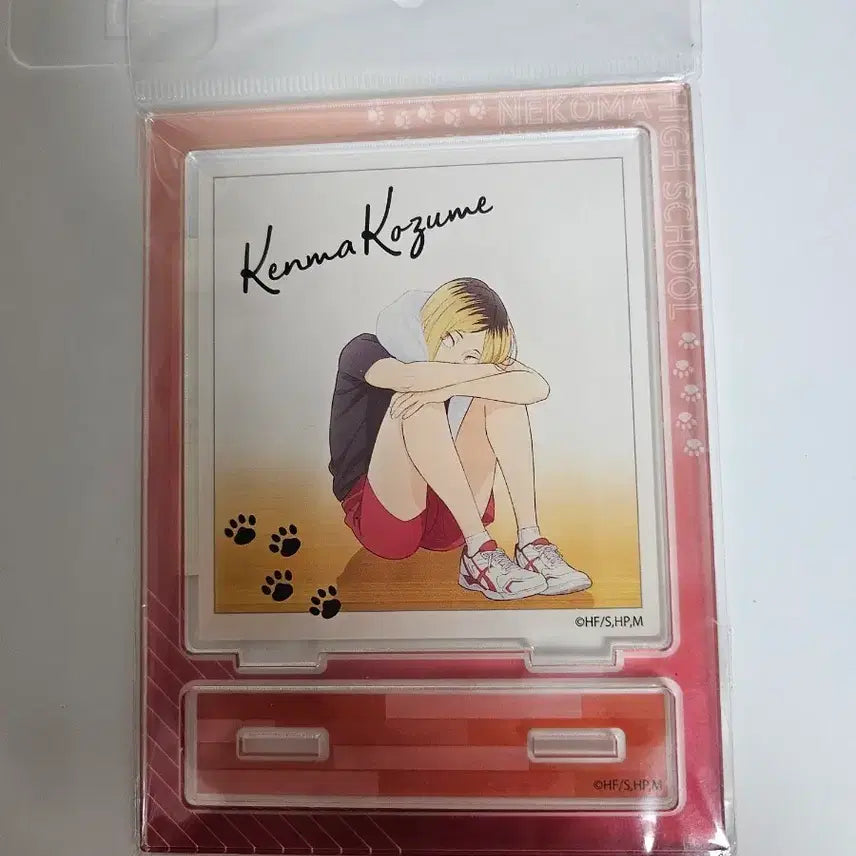 NEKOMA
HIGH SCHOOL
Kenma Kozume
©HF/S,HP,M
©HF/S,HP,M